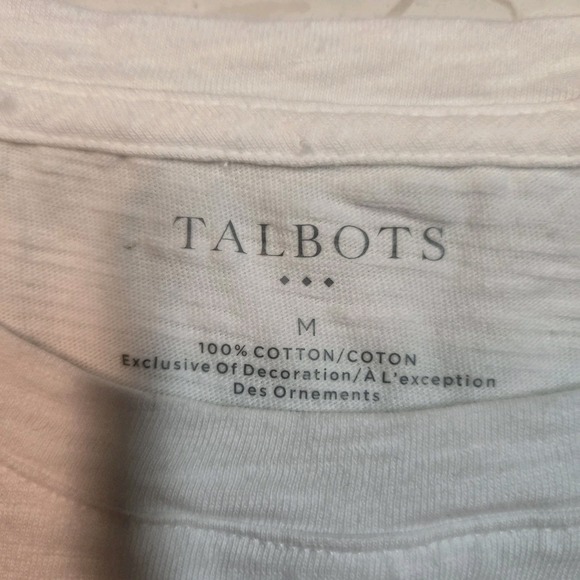 TALBOTS
M
100% COTTON/COTON
Exclusive Of Decoration/À L'exception
Des Ornements